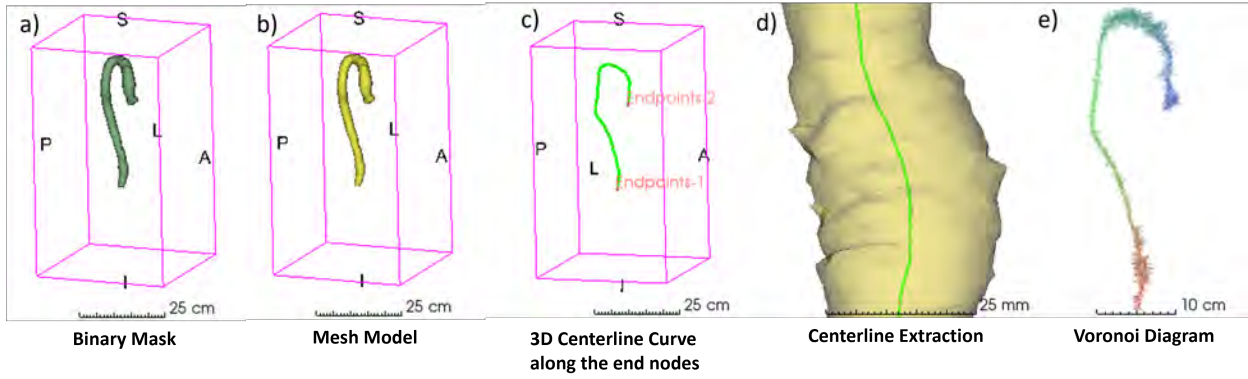 a)
S
P
L
A
I
25 cm
Binary Mask
b)
S
P
L
A
I
25 cm
Mesh Model
c)
S
Endpoints-2
P
L
A
Endpoints-1
I
25 cm
3D Centerline Curve
along the end nodes
d)
25 mm
Centerline Extraction
e)
10 cm
Voronoi Diagram